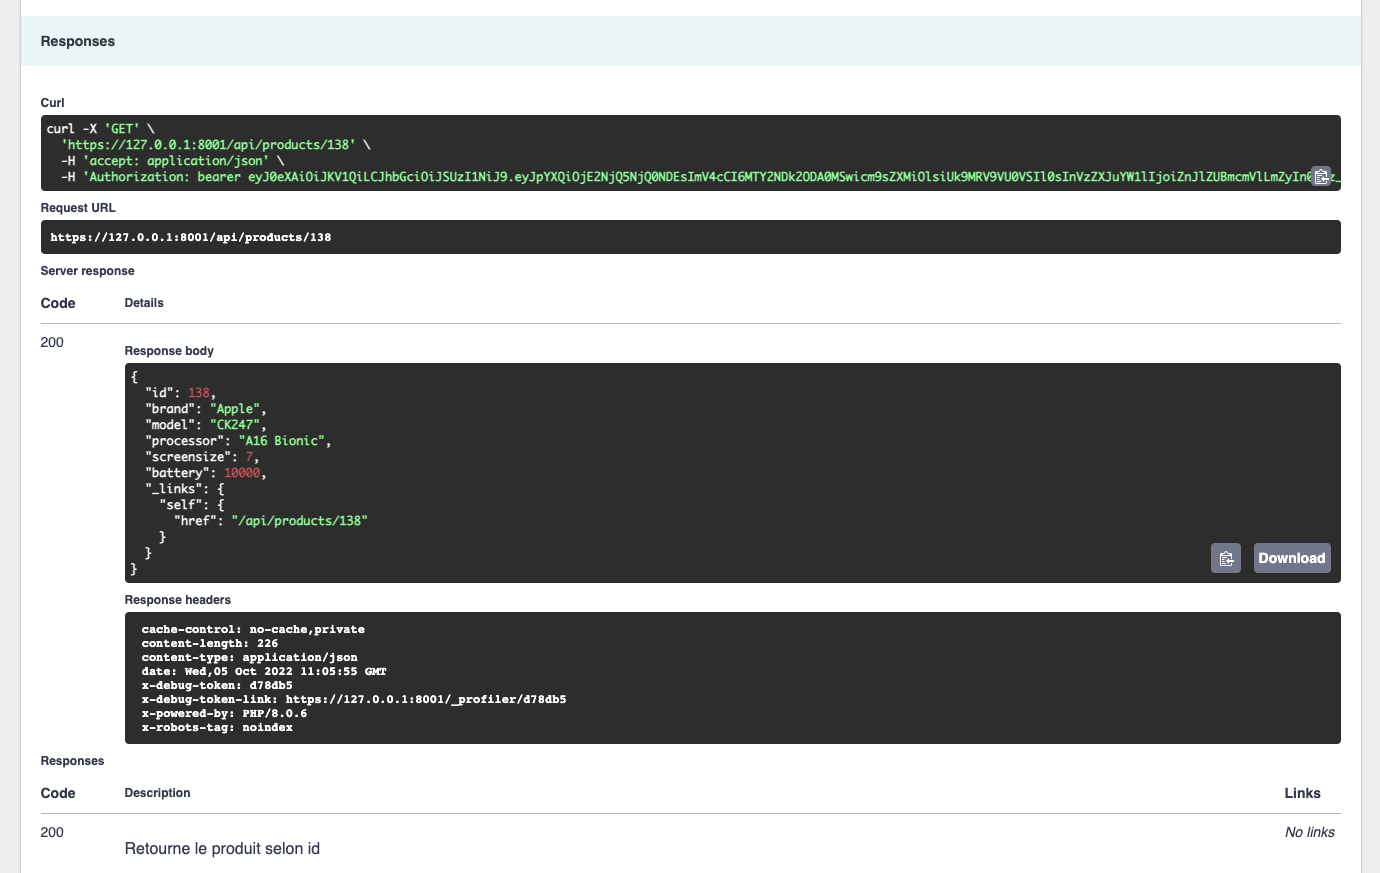 Responses
Curl
curl -X 'GET' \
'https://127.0.0.1:8001/api/products/138' \
-H 'accept: application/json' \
-H 'Authorization: bearer
Request URL
https://127.0.0.1:8001/api/products/138
Server response
Code Details
200
Response body
{
"id": 138,
"brand": "Apple",
"model": "CK247",
"processor": "A16 Bionic",
"screensize": 7,
"battery": 10000,
"_links": {
"self": {
"href": "/api/products/138"
}
}
}
Download
Response headers
cache-control: no-cache,private
content-length: 226
content-type: application/json
date: Wed,05 Oct 2022 11:05:55 GMT
x-debug-token: d78db5
x-debug-token-link: https://127.0.0.1:8001/_profiler/d78db5
x-powered-by: PHP/8.0.6
x-robots-tag: noindex
Responses
Code Description Links
200 No links
Retourne le produit selon id